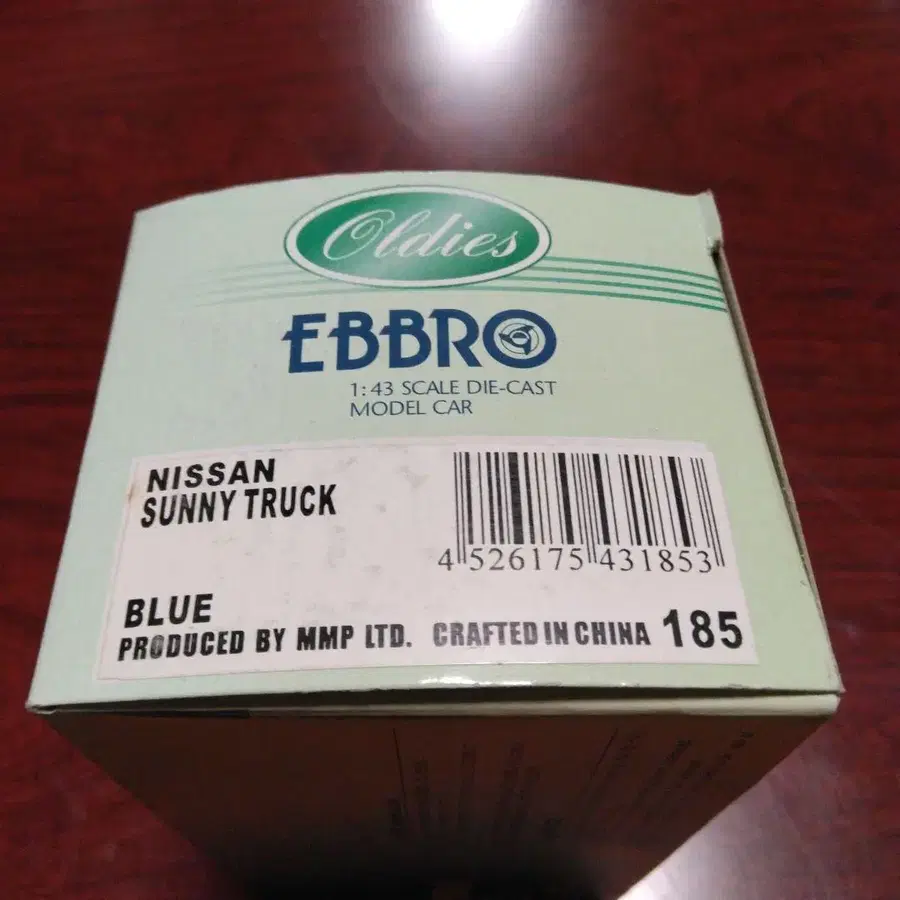 Oldies
EBBRO
1:43 SCALE DIE-CAST
MODEL CAR
NISSAN
SUNNY TRUCK
4 526175 431853
BLUE
PRODUCED BY MMP LTD. CRAFTED IN CHINA 185